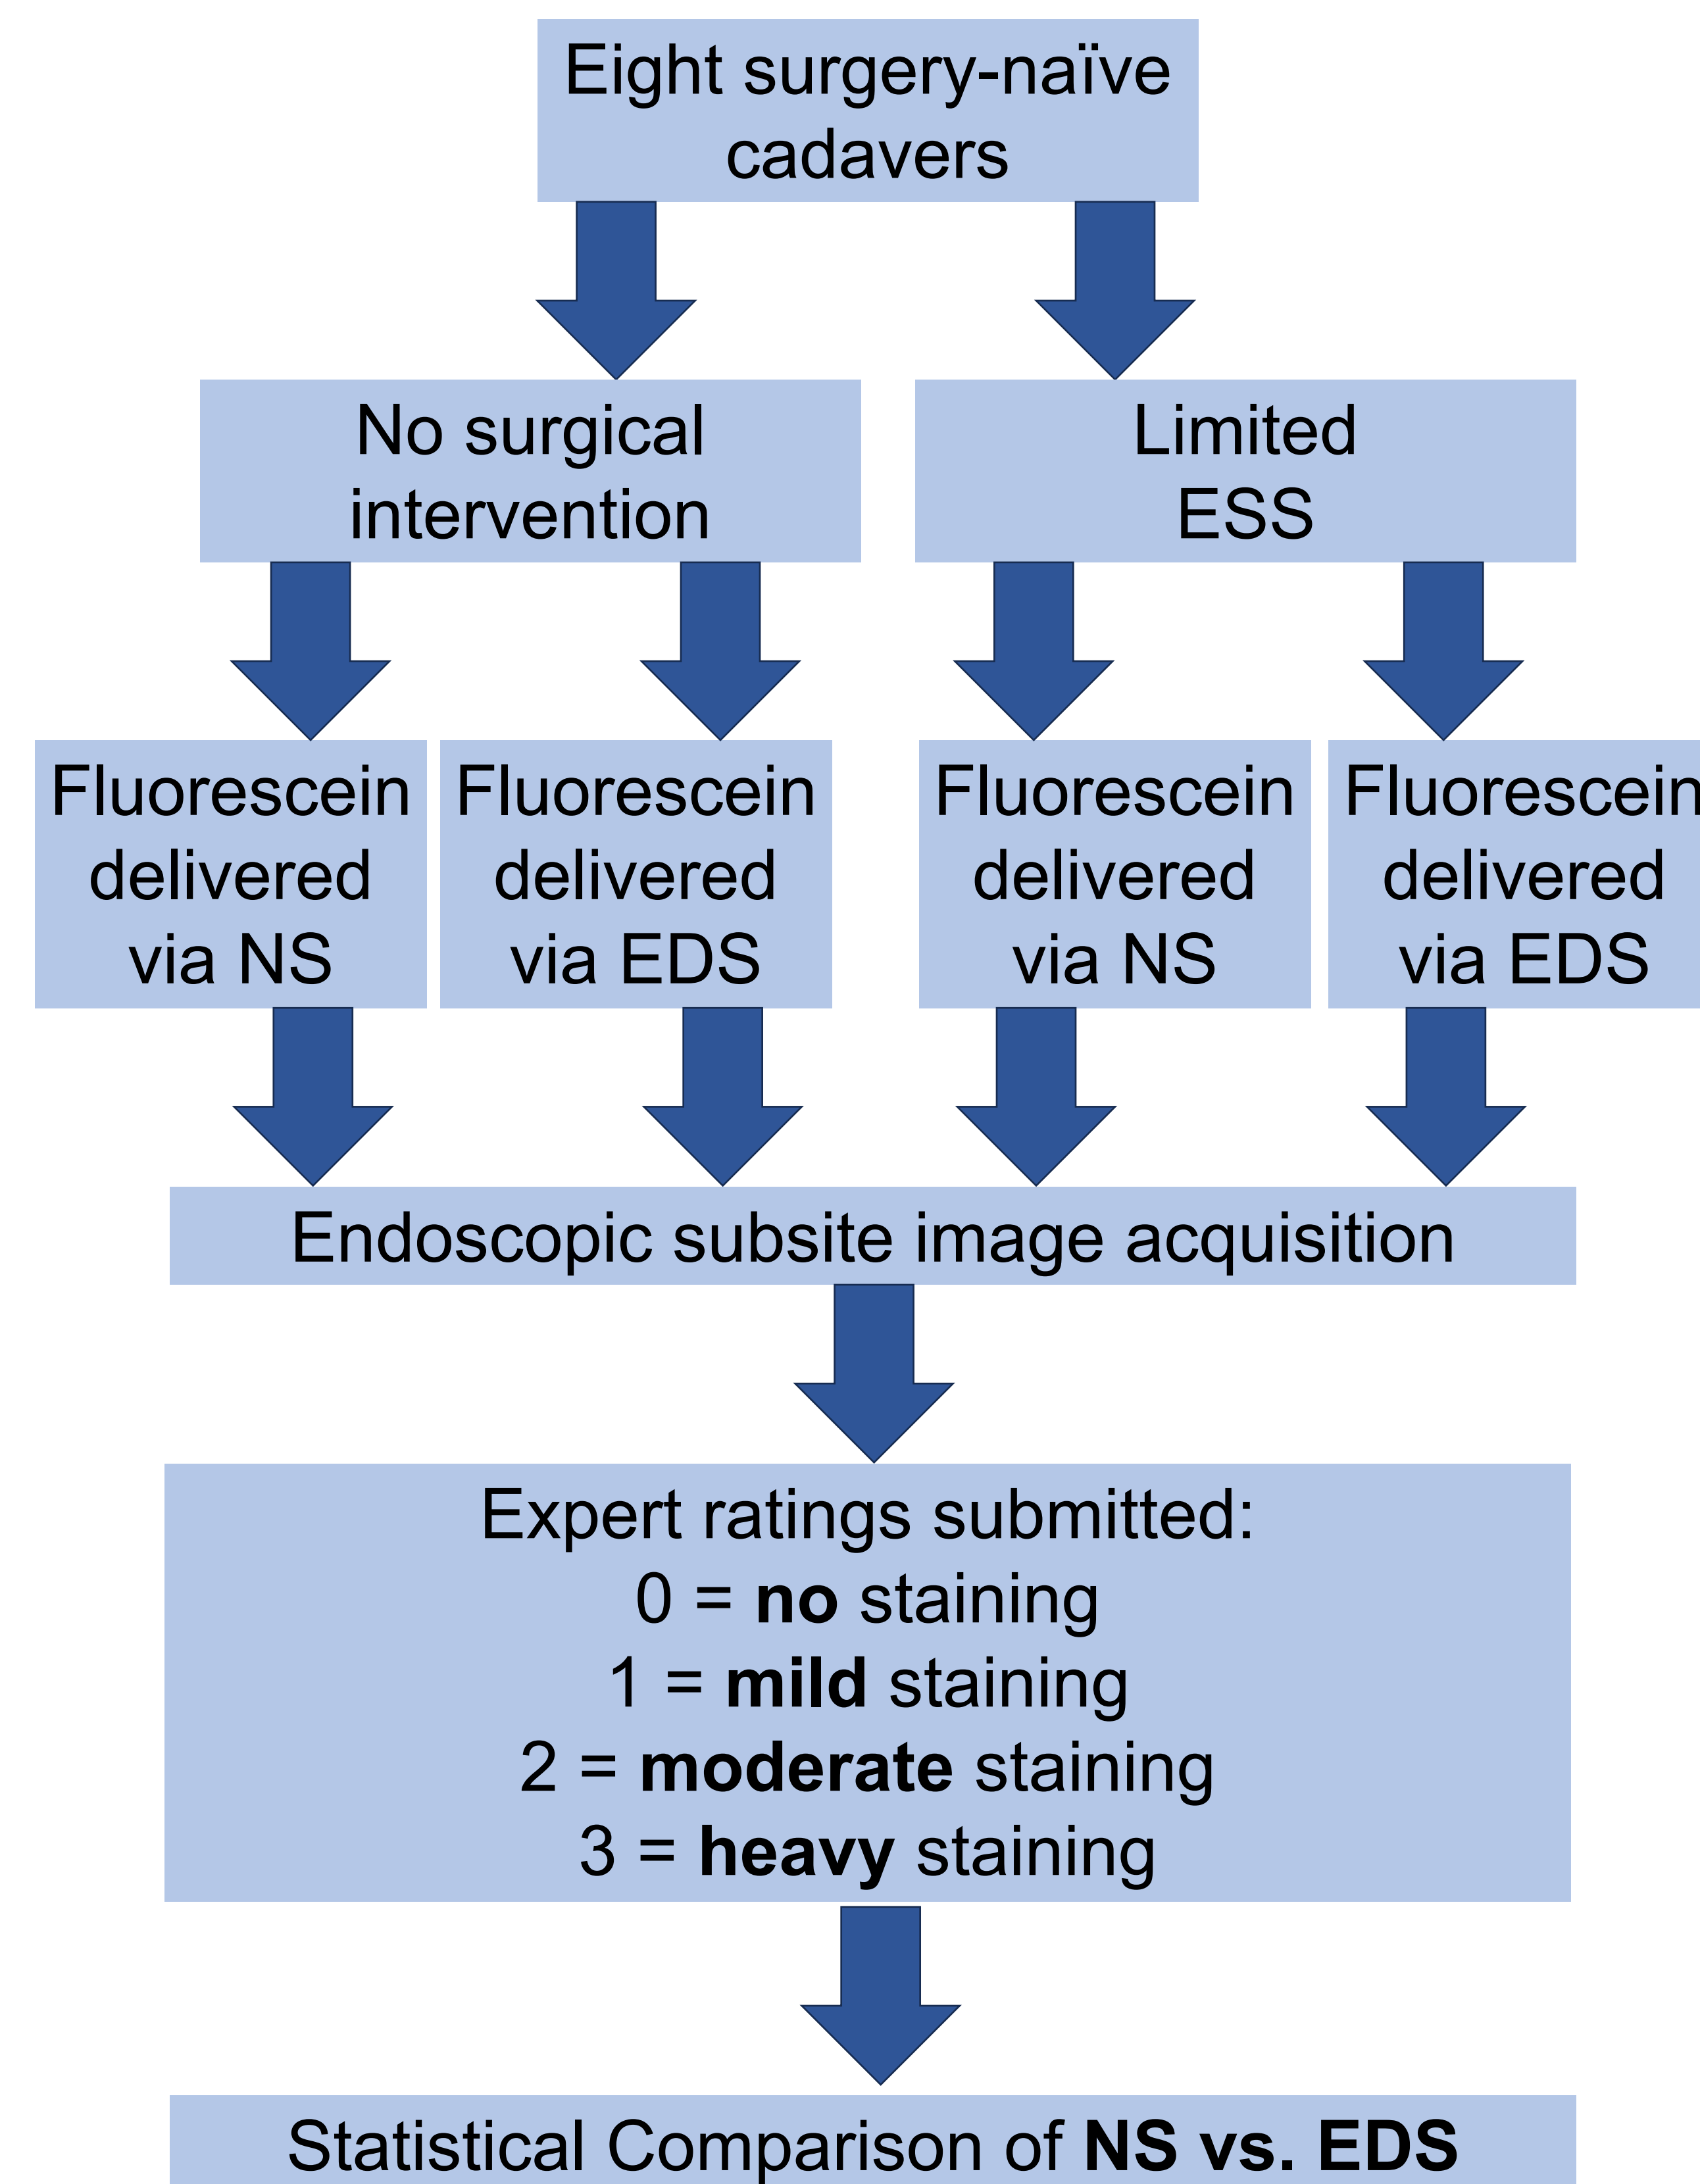 Eight surgery-naïve
cadavers
No surgical
intervention
Limited
ESS
Fluorescein
delivered
via NS
Fluorescein
delivered
via EDS
Fluorescein
delivered
via NS
Fluorescein
delivered
via EDS
Endoscopic subsite image acquisition
Expert ratings submitted:
0 = no staining
1 = mild staining
2 = moderate staining
3 = heavy staining
Statistical Comparison of NS vs. EDS